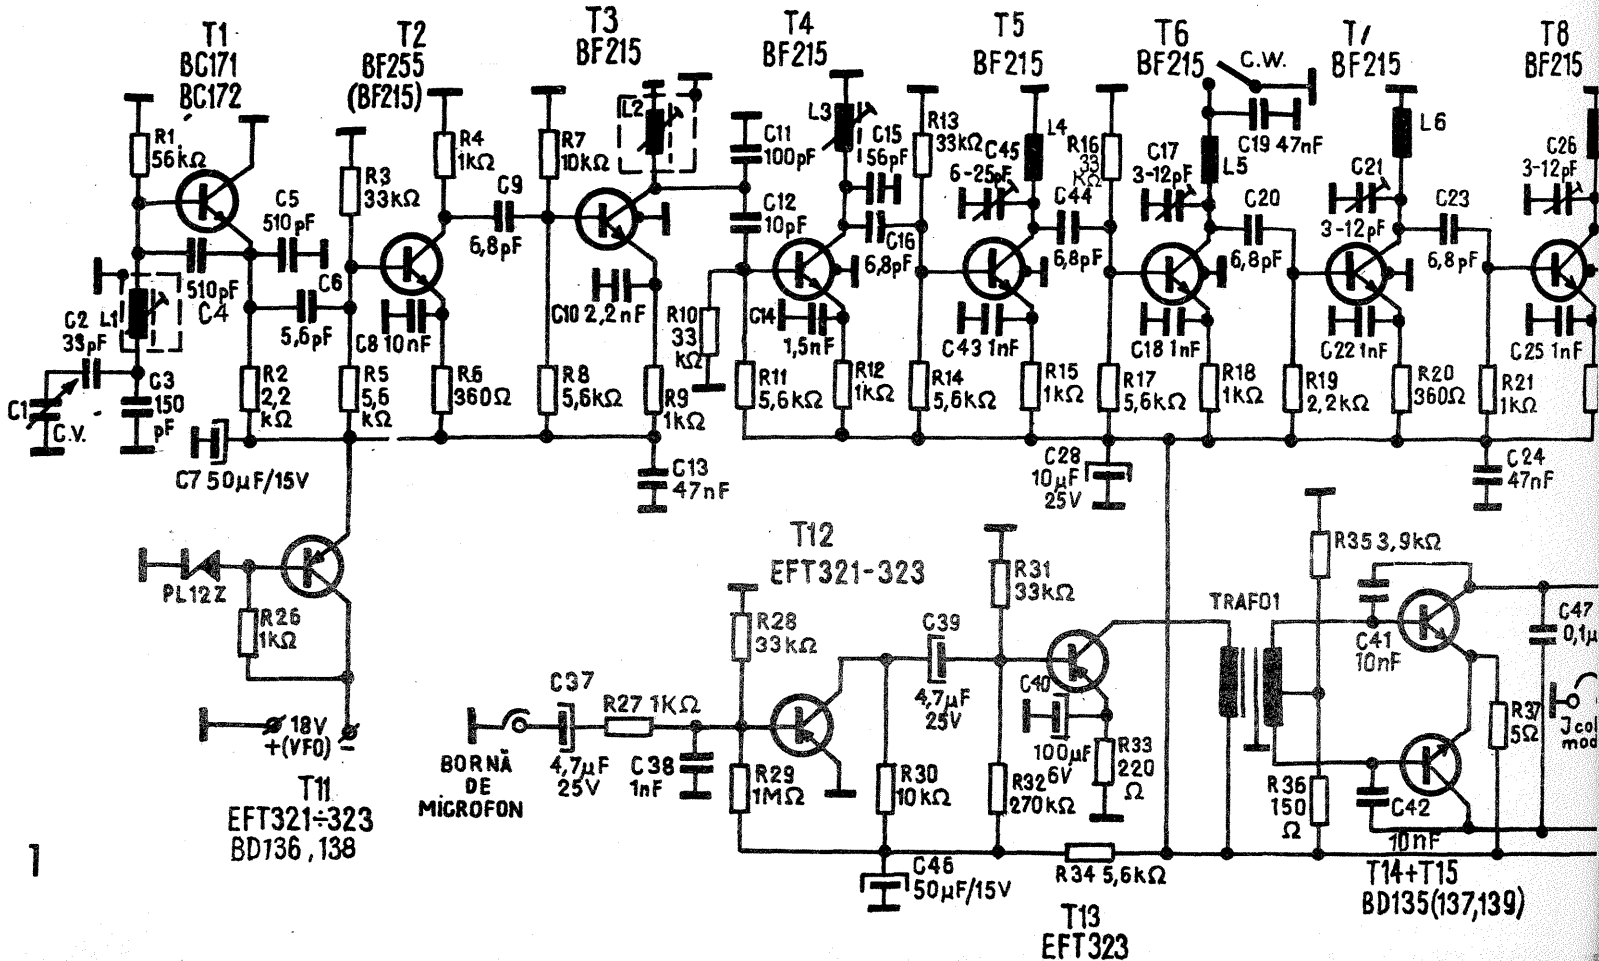 T1
BC171
BC172
T2
BF255
(BF215)
T3
BF215
T4
BF215
T5
BF215
T6
BF215
C.W.
T7
BF215
T8
BF215
R1
56kΩ
R3
33kΩ
R4
1kΩ
R7
10kΩ
L2
C11
100pF
C12
10pF
L3
C15
56pF
R13
33kΩ
C45
6-25pF
L4
R16
33
KΩ
C17
3-12pF
C19 47nF
L5
C21
3-12pF
L6
C26
3-12pF
C5
510pF
C9
6,8pF
C16
6,8pF
C44
6,8pF
C20
6,8pF
C23
6,8pF
510pF
C4
C6
5,6pF
C2
33pF
L1
C8 10nF
C10 2,2nF
R10
33
kΩ
C14
1,5nF
C43 1nF
C18 1nF
C22 1nF
C25 1nF
C1
C.V.
C3
150
pF
R2
2,2
kΩ
R5
5,6
kΩ
R6
360Ω
R8
5,6kΩ
R9
1kΩ
R11
5,6kΩ
R12
1kΩ
R14
5,6kΩ
R15
1kΩ
R17
5,6kΩ
R18
1kΩ
R19
2,2kΩ
R20
360Ω
R21
1kΩ
C7 50µF/15V
C13
47nF
C28
10µF
25V
C24
47nF
PL12Z
R26
1kΩ
18V
+(VFO)
–
T11
EFT321÷323
BD136,138
T12
EFT321-323
R28
33kΩ
C39
4,7µF
25V
R31
33kΩ
C37
4,7µF
25V
R27 1KΩ
BORNĂ
DE
MICROFON
C38
1nF
R29
1MΩ
R30
10kΩ
R32
270kΩ
C40
100µF
6V
R33
220
Ω
C46
50µF/15V
R34 5,6kΩ
T13
EFT323
TRAFO1
R35 3,9kΩ
C41
10nF
C47
0,1µ
R37
5Ω
J col
mod
R36
150
Ω
C42
10nF
T14+T15
BD135(137,139)
1